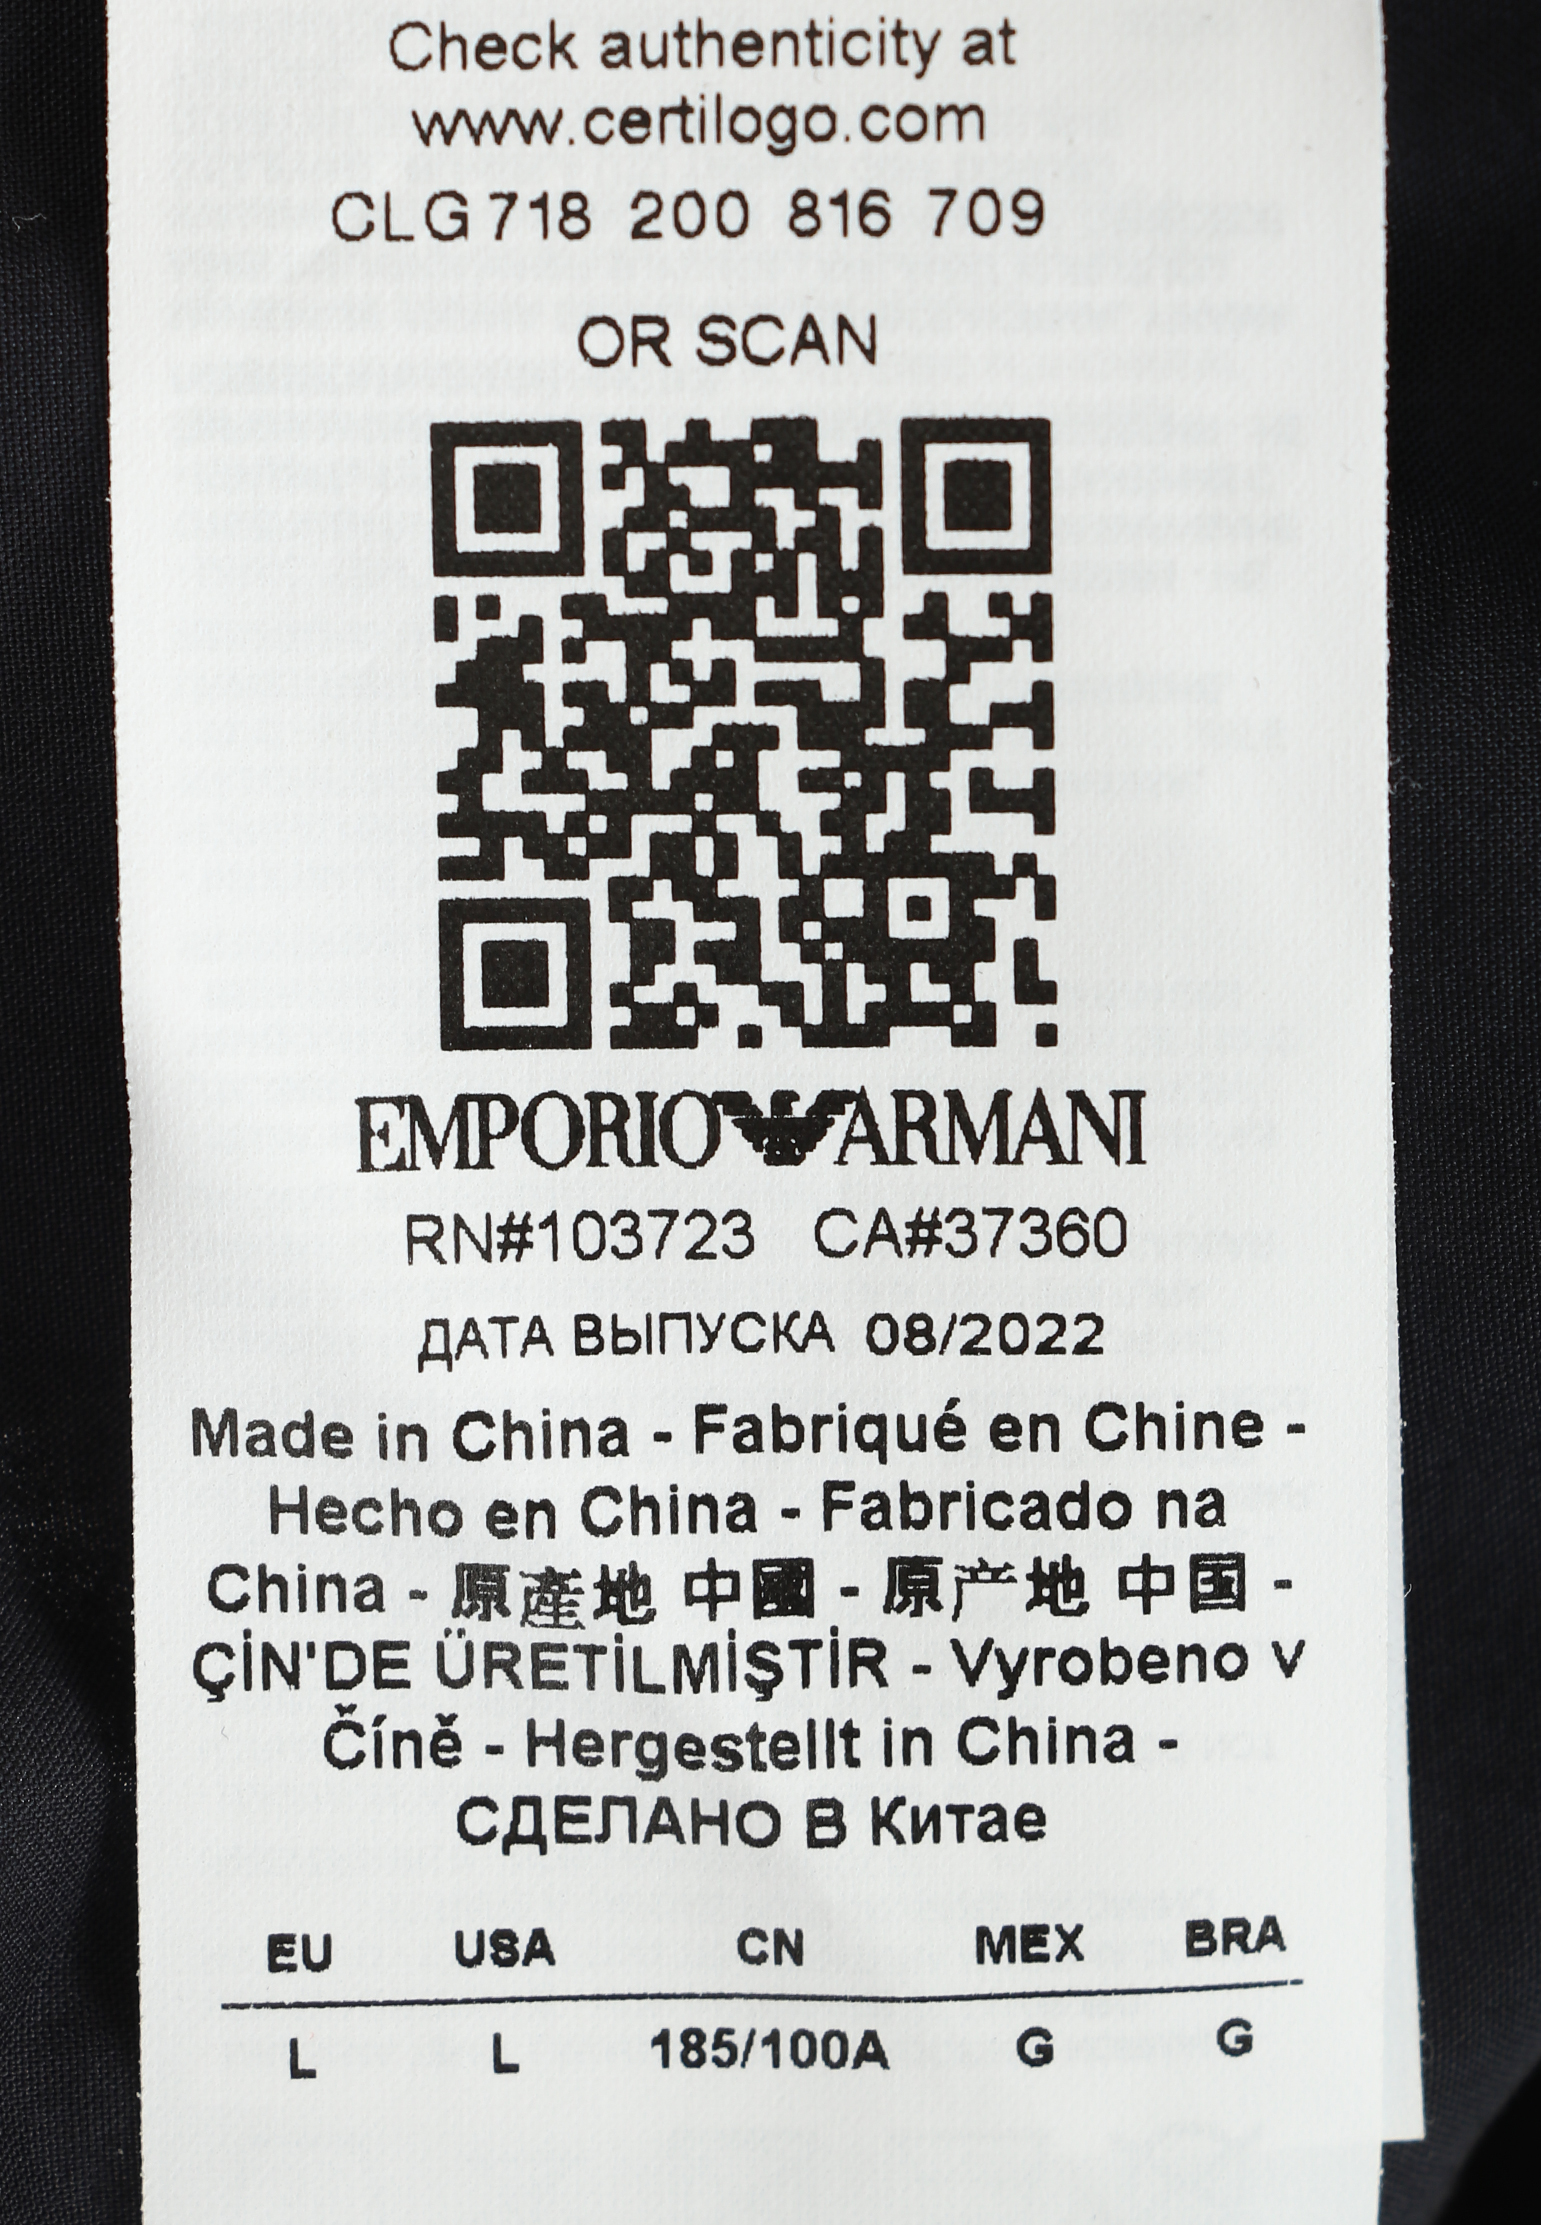 Check authenticity at
www.certilogo.com
CLG 718 200 816 709
OR SCAN
EMPORIO ARMANI
RN#103723 CA#37360
ДАТА ВЫПУСКА 08/2022
Made in China - Fabriqué en Chine -
Hecho en China - Fabricado na
China - 原產地 中國 - 原产地 中国 -
ÇİN'DE ÜRETİLMİŞTİR - Vyrobeno v
Číně - Hergestellt in China -
СДЕЛАНО В Китае
EU USA CN MEX BRA
L L 185/100A G G